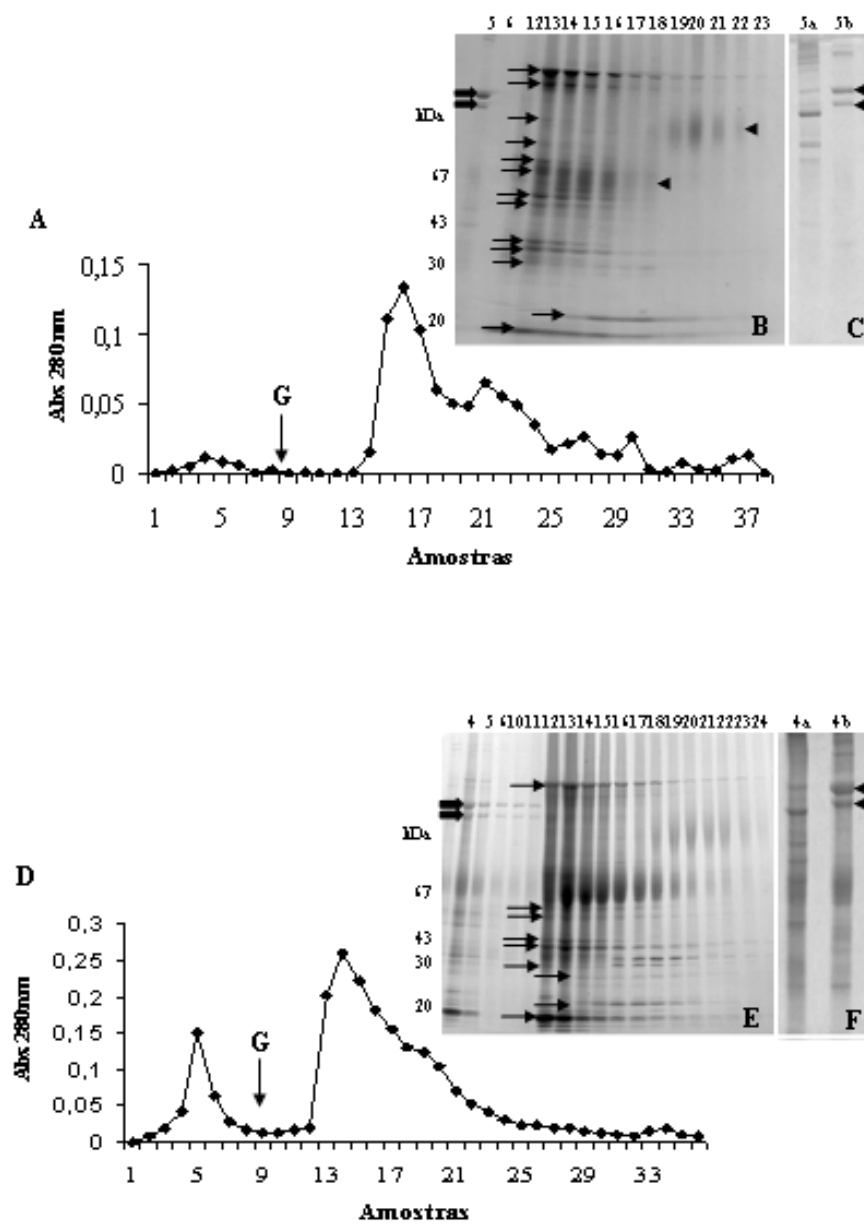 5 6 12 13 14 15 16 17 18 19 20 21 22 23
5a 5b
kDa
67
43
30
20
B
C
A
0,15
0,1
0,05
0
Abs 280nm
G
1 5 9 13 17 21 25 29 33 37
Amostras
4 5 6 10 11 12 13 14 15 16 17 18 19 20 21 22 23 24
4a 4b
kDa
67
43
30
20
E
F
D
0,3
0,25
0,2
0,15
0,1
0,05
0
Abs 280nm
G
1 5 9 13 17 21 25 29 33
Amostras